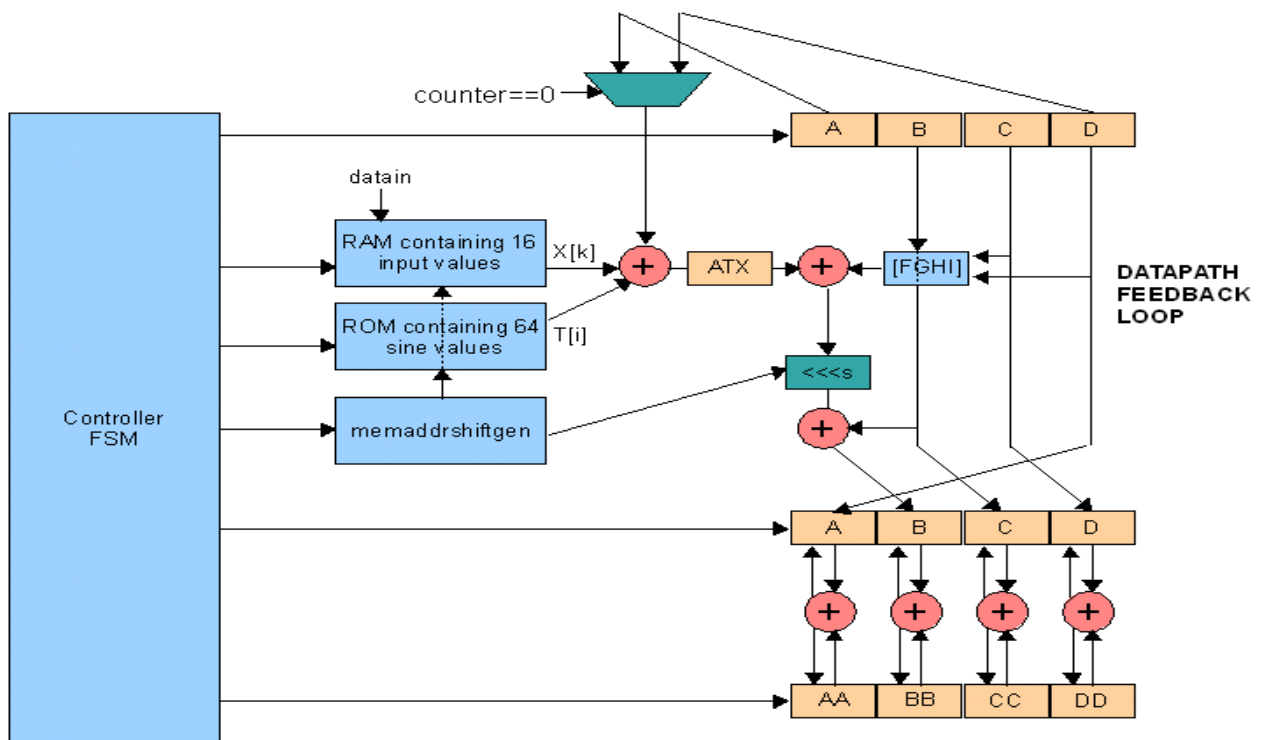 counter==0
A B C D
datain
RAM containing 16
input values
X[k]
+
ATX
+
[FGHI]
DATAPATH
FEEDBACK
LOOP
ROM containing 64
sine values
T[i]
<<<s
Controller
FSM
memaddrshiftgen
+
A B C D
+ + + +
AA BB CC DD